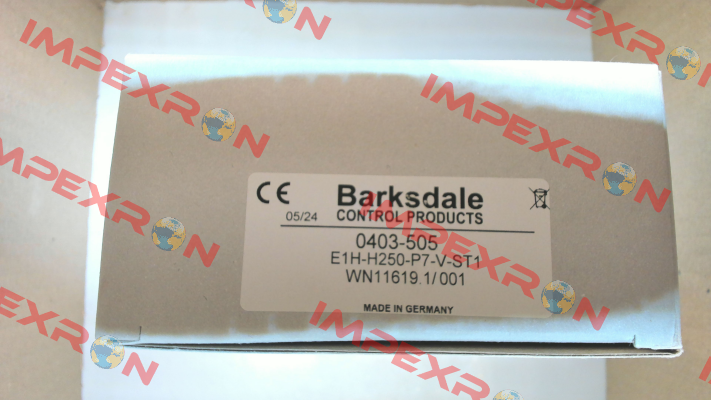 CE Barksdale
05/24 CONTROL PRODUCTS
0403-505
E1H-H250-P7-V-ST1
WN11619.1/001
MADE IN GERMANY
IMPEXRON
IMPEXRON
IMPEXRON
IMPEXRON
IMPEXRON
IMPEXRON